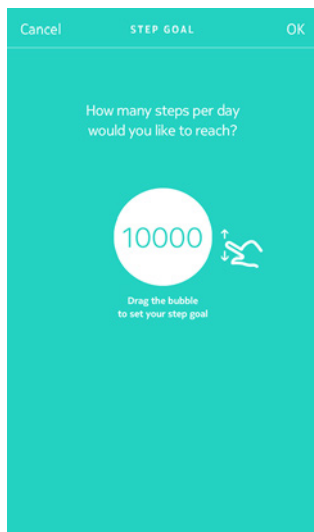 Cancel STEP GOAL OK
How many steps per day
would you like to reach?
10000
Drag the bubble
to set your step goal